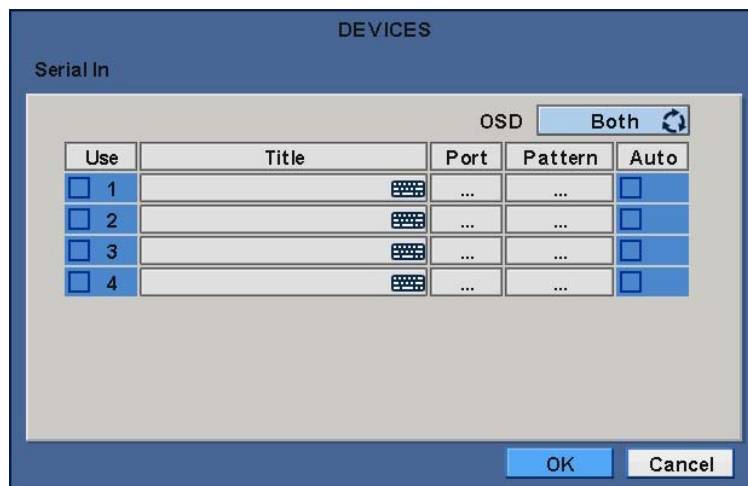 DEVICES
Serial In
OSD Both
Use Title Port Pattern Auto
1 ... ...
2 ... ...
3 ... ...
4 ... ...
OK Cancel